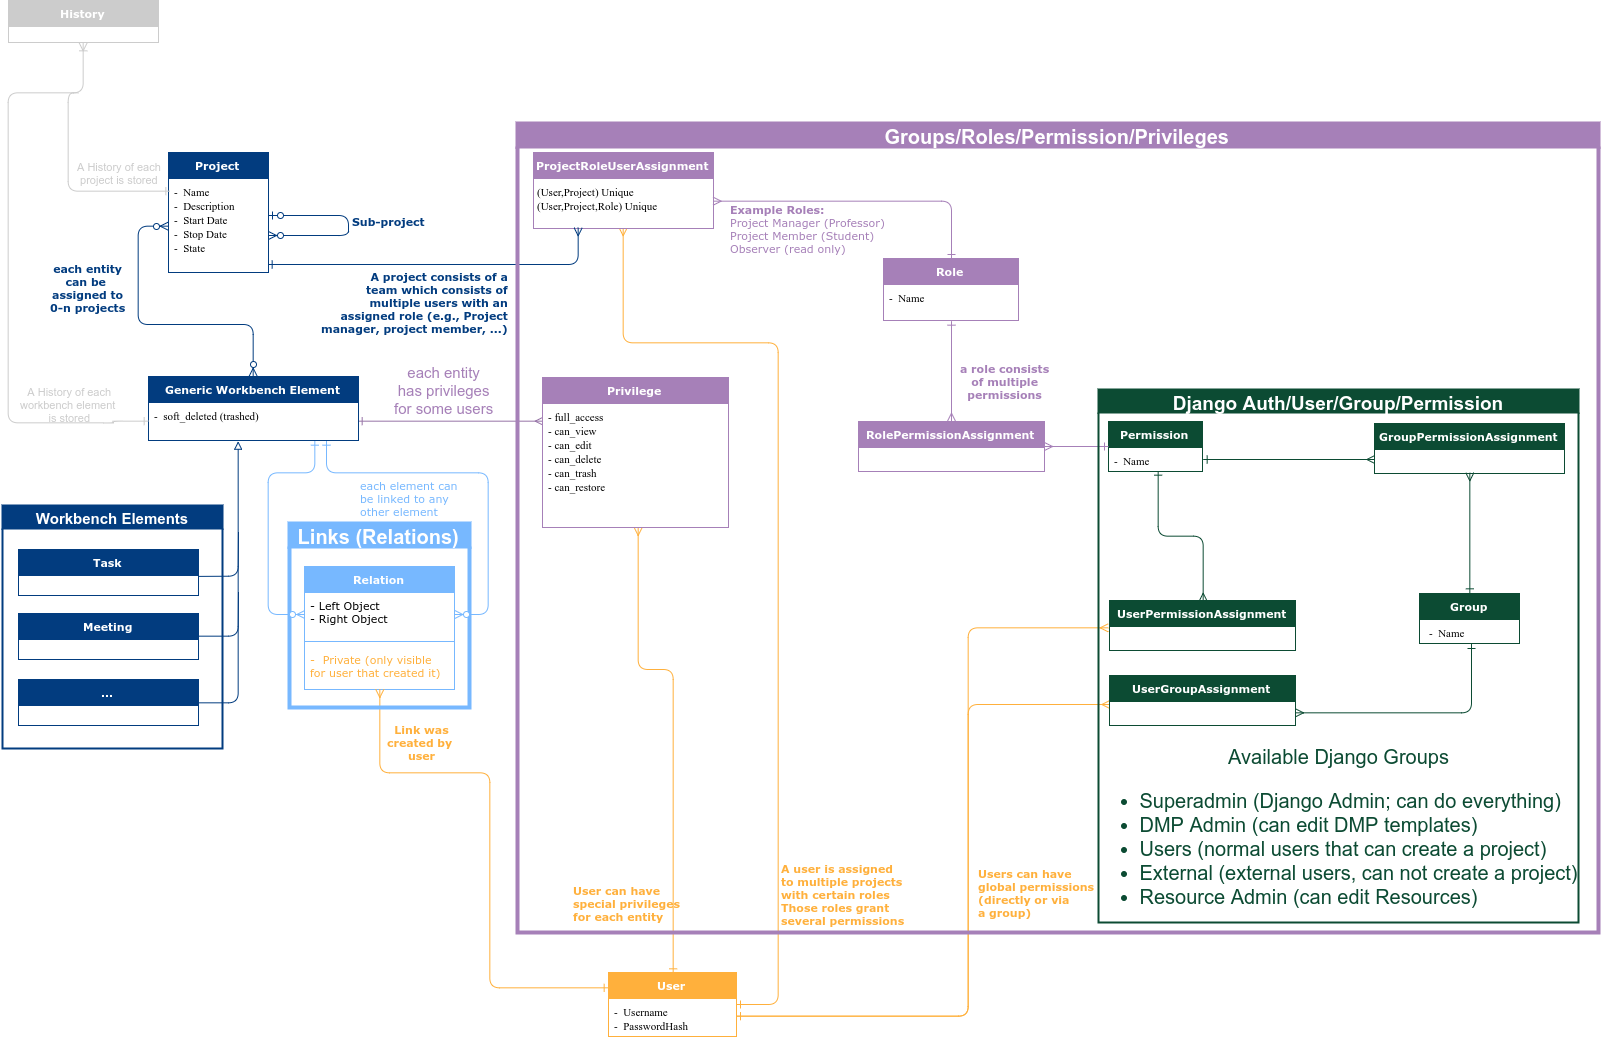 History
A History of each
project is stored
Project
- Name
- Description
- Start Date
- Stop Date
- State
Sub-project
each entity
can be
assigned to
0-n projects
A project consists of a
team which consists of
multiple users with an
assigned role (e.g., Project
manager, project member, ...)
A History of each
workbench element
is stored
Generic Workbench Element
- soft_deleted (trashed)
each entity
has privileges
for some users
each element can
be linked to any
other element
Workbench Elements
Task
Meeting
...
Links (Relations)
Relation
- Left Object
- Right Object
- Private (only visible
for user that created it)
Link was
created by
user
Groups/Roles/Permission/Privileges
ProjectRoleUserAssignment
(User,Project) Unique
(User,Project,Role) Unique
Example Roles:
Project Manager (Professor)
Project Member (Student)
Observer (read only)
Role
- Name
a role consists
of multiple
permissions
Privilege
- full_access
- can_view
- can_edit
- can_delete
- can_trash
- can_restore
RolePermissionAssignment
Django Auth/User/Group/Permission
Permission
- Name
GroupPermissionAssignment
UserPermissionAssignment
Group
- Name
UserGroupAssignment
Available Django Groups
• Superadmin (Django Admin; can do everything)
• DMP Admin (can edit DMP templates)
• Users (normal users that can create a project)
• External (external users, can not create a project)
• Resource Admin (can edit Resources)
User can have
special privileges
for each entity
A user is assigned
to multiple projects
with certain roles
Those roles grant
several permissions
Users can have
global permissions
(directly or via
a group)
User
- Username
- PasswordHash